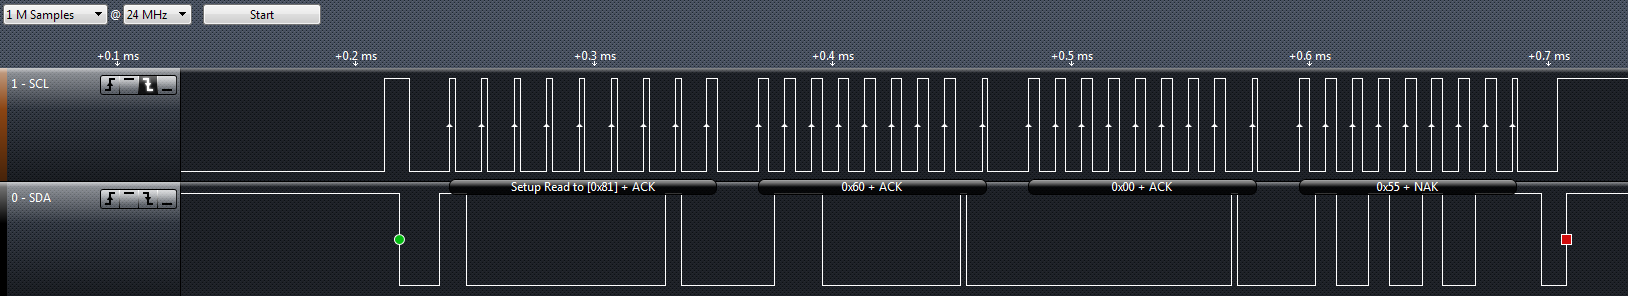 1 M Samples @ 24 MHz Start
+0.1 ms +0.2 ms +0.3 ms +0.4 ms +0.5 ms +0.6 ms +0.7 ms
1 - SCL
Setup Read to [0x81] + ACK 0x60 + ACK 0x00 + ACK 0x55 + NAK
0 - SDA